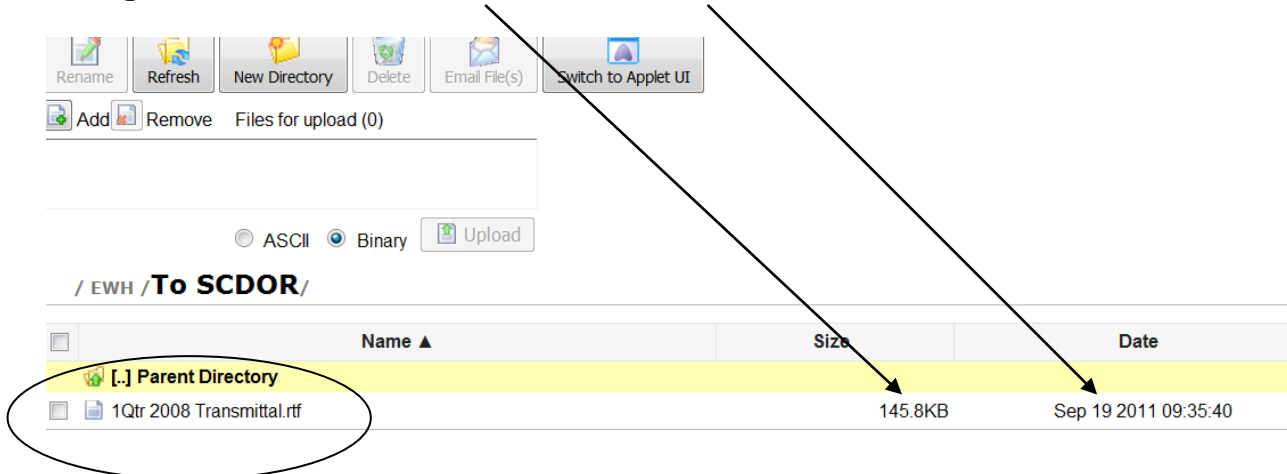 Rename Refresh New Directory Delete Email File(s) Switch to Applet UI
Add Remove Files for upload (0)
ASCII Binary Upload
/ EWH /To SCDOR/
Name ▲ Size Date
[..] Parent Directory
1Qtr 2008 Transmittal.rtf 145.8KB Sep 19 2011 09:35:40